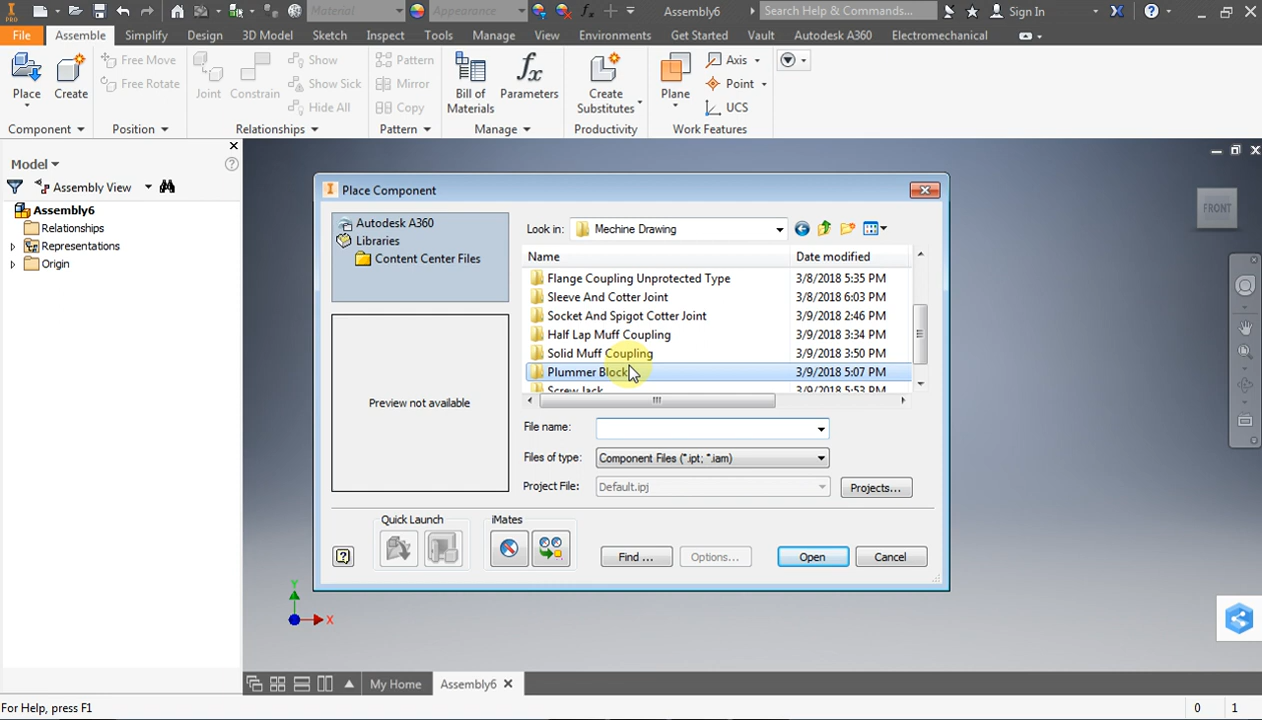 PRO Material Appearance Assembly6 Search Help & Commands... Sign In
File Assemble Simplify Design 3D Model Sketch Inspect Tools Manage View Environments Get Started Vault Autodesk A360 Electromechanical
Place
Create
Free Move
Free Rotate
Joint
Constrain
Show
Show Sick
Hide All
Pattern
Mirror
Copy
Bill of
Materials
Parameters
Create
Substitutes
Plane
Axis
Point
UCS
Component Position Relationships Pattern Manage Productivity Work Features
Model
Assembly View
Assembly6
Relationships
Representations
Origin
FRONT
Place Component
Autodesk A360
Libraries
Content Center Files
Preview not available
Look in: Mechine Drawing
Name Date modified
Flange Coupling Unprotected Type 3/8/2018 5:35 PM
Sleeve And Cotter Joint 3/8/2018 6:03 PM
Socket And Spigot Cotter Joint 3/9/2018 2:46 PM
Half Lap Muff Coupling 3/9/2018 3:34 PM
Solid Muff Coupling 3/9/2018 3:50 PM
Plummer Block 3/9/2018 5:07 PM
Screw Jack 3/9/2018 5:53 PM
File name:
Files of type: Component Files (*.ipt; *.iam)
Project File: Default.ipj Projects...
Quick Launch iMates
Find ... Options... Open Cancel
Y
X
My Home Assembly6
For Help, press F1 0 1